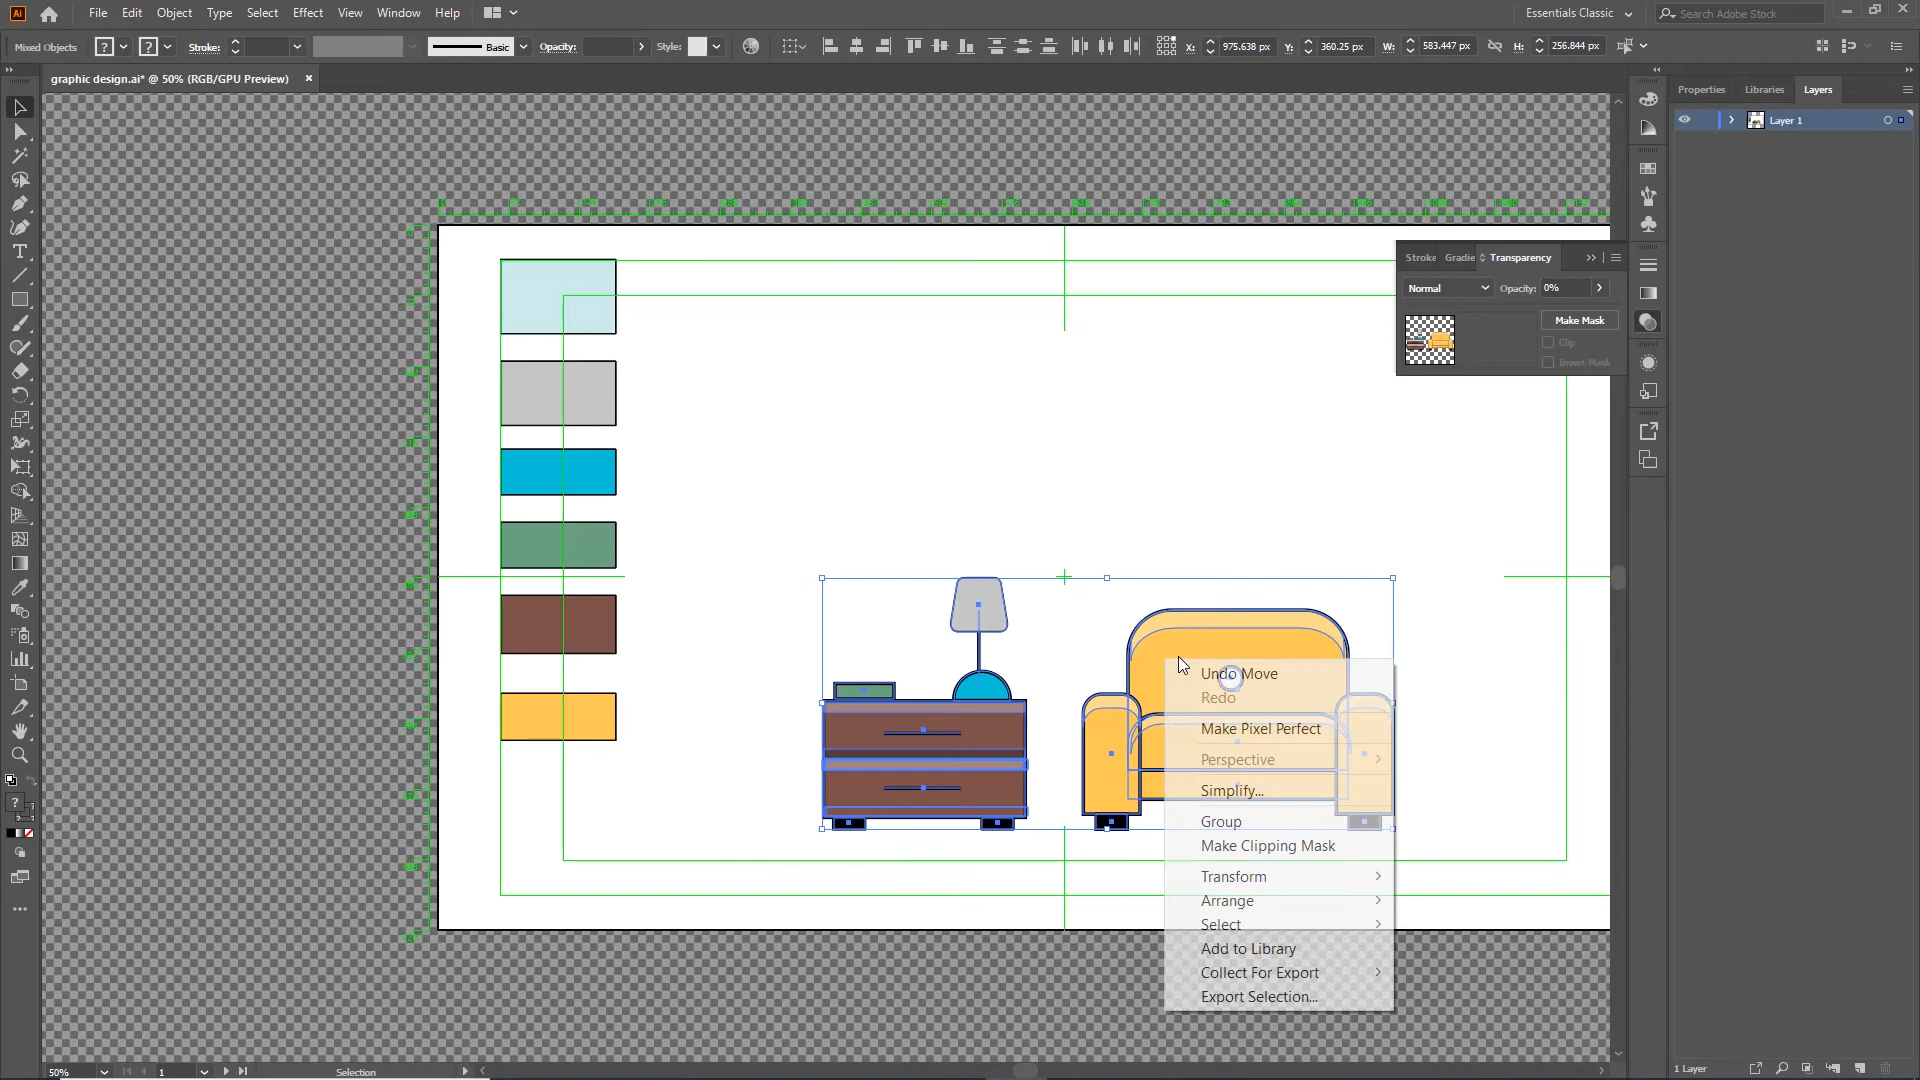 Ai File Edit Object Type Select Effect View Window Help Essentials Classic Search Adobe Stock
Mixed Objects ? ? Stroke: Basic Opacity: Style: X: 975.638 px Y: 360.25 px W: 583.447 px H: 256.844 px
graphic design.ai* @ 50% (RGB/GPU Preview) ×
Properties Libraries Layers
Layer 1
Stroke Gradie Transparency
Normal Opacity: 0%
Make Mask
Clip
Invert Mask
Undo Move
Redo
Make Pixel Perfect
Perspective
Simplify...
Group
Make Clipping Mask
Transform
Arrange
Select
Add to Library
Collect For Export
Export Selection...
?
50% 1 Selection
1 Layer